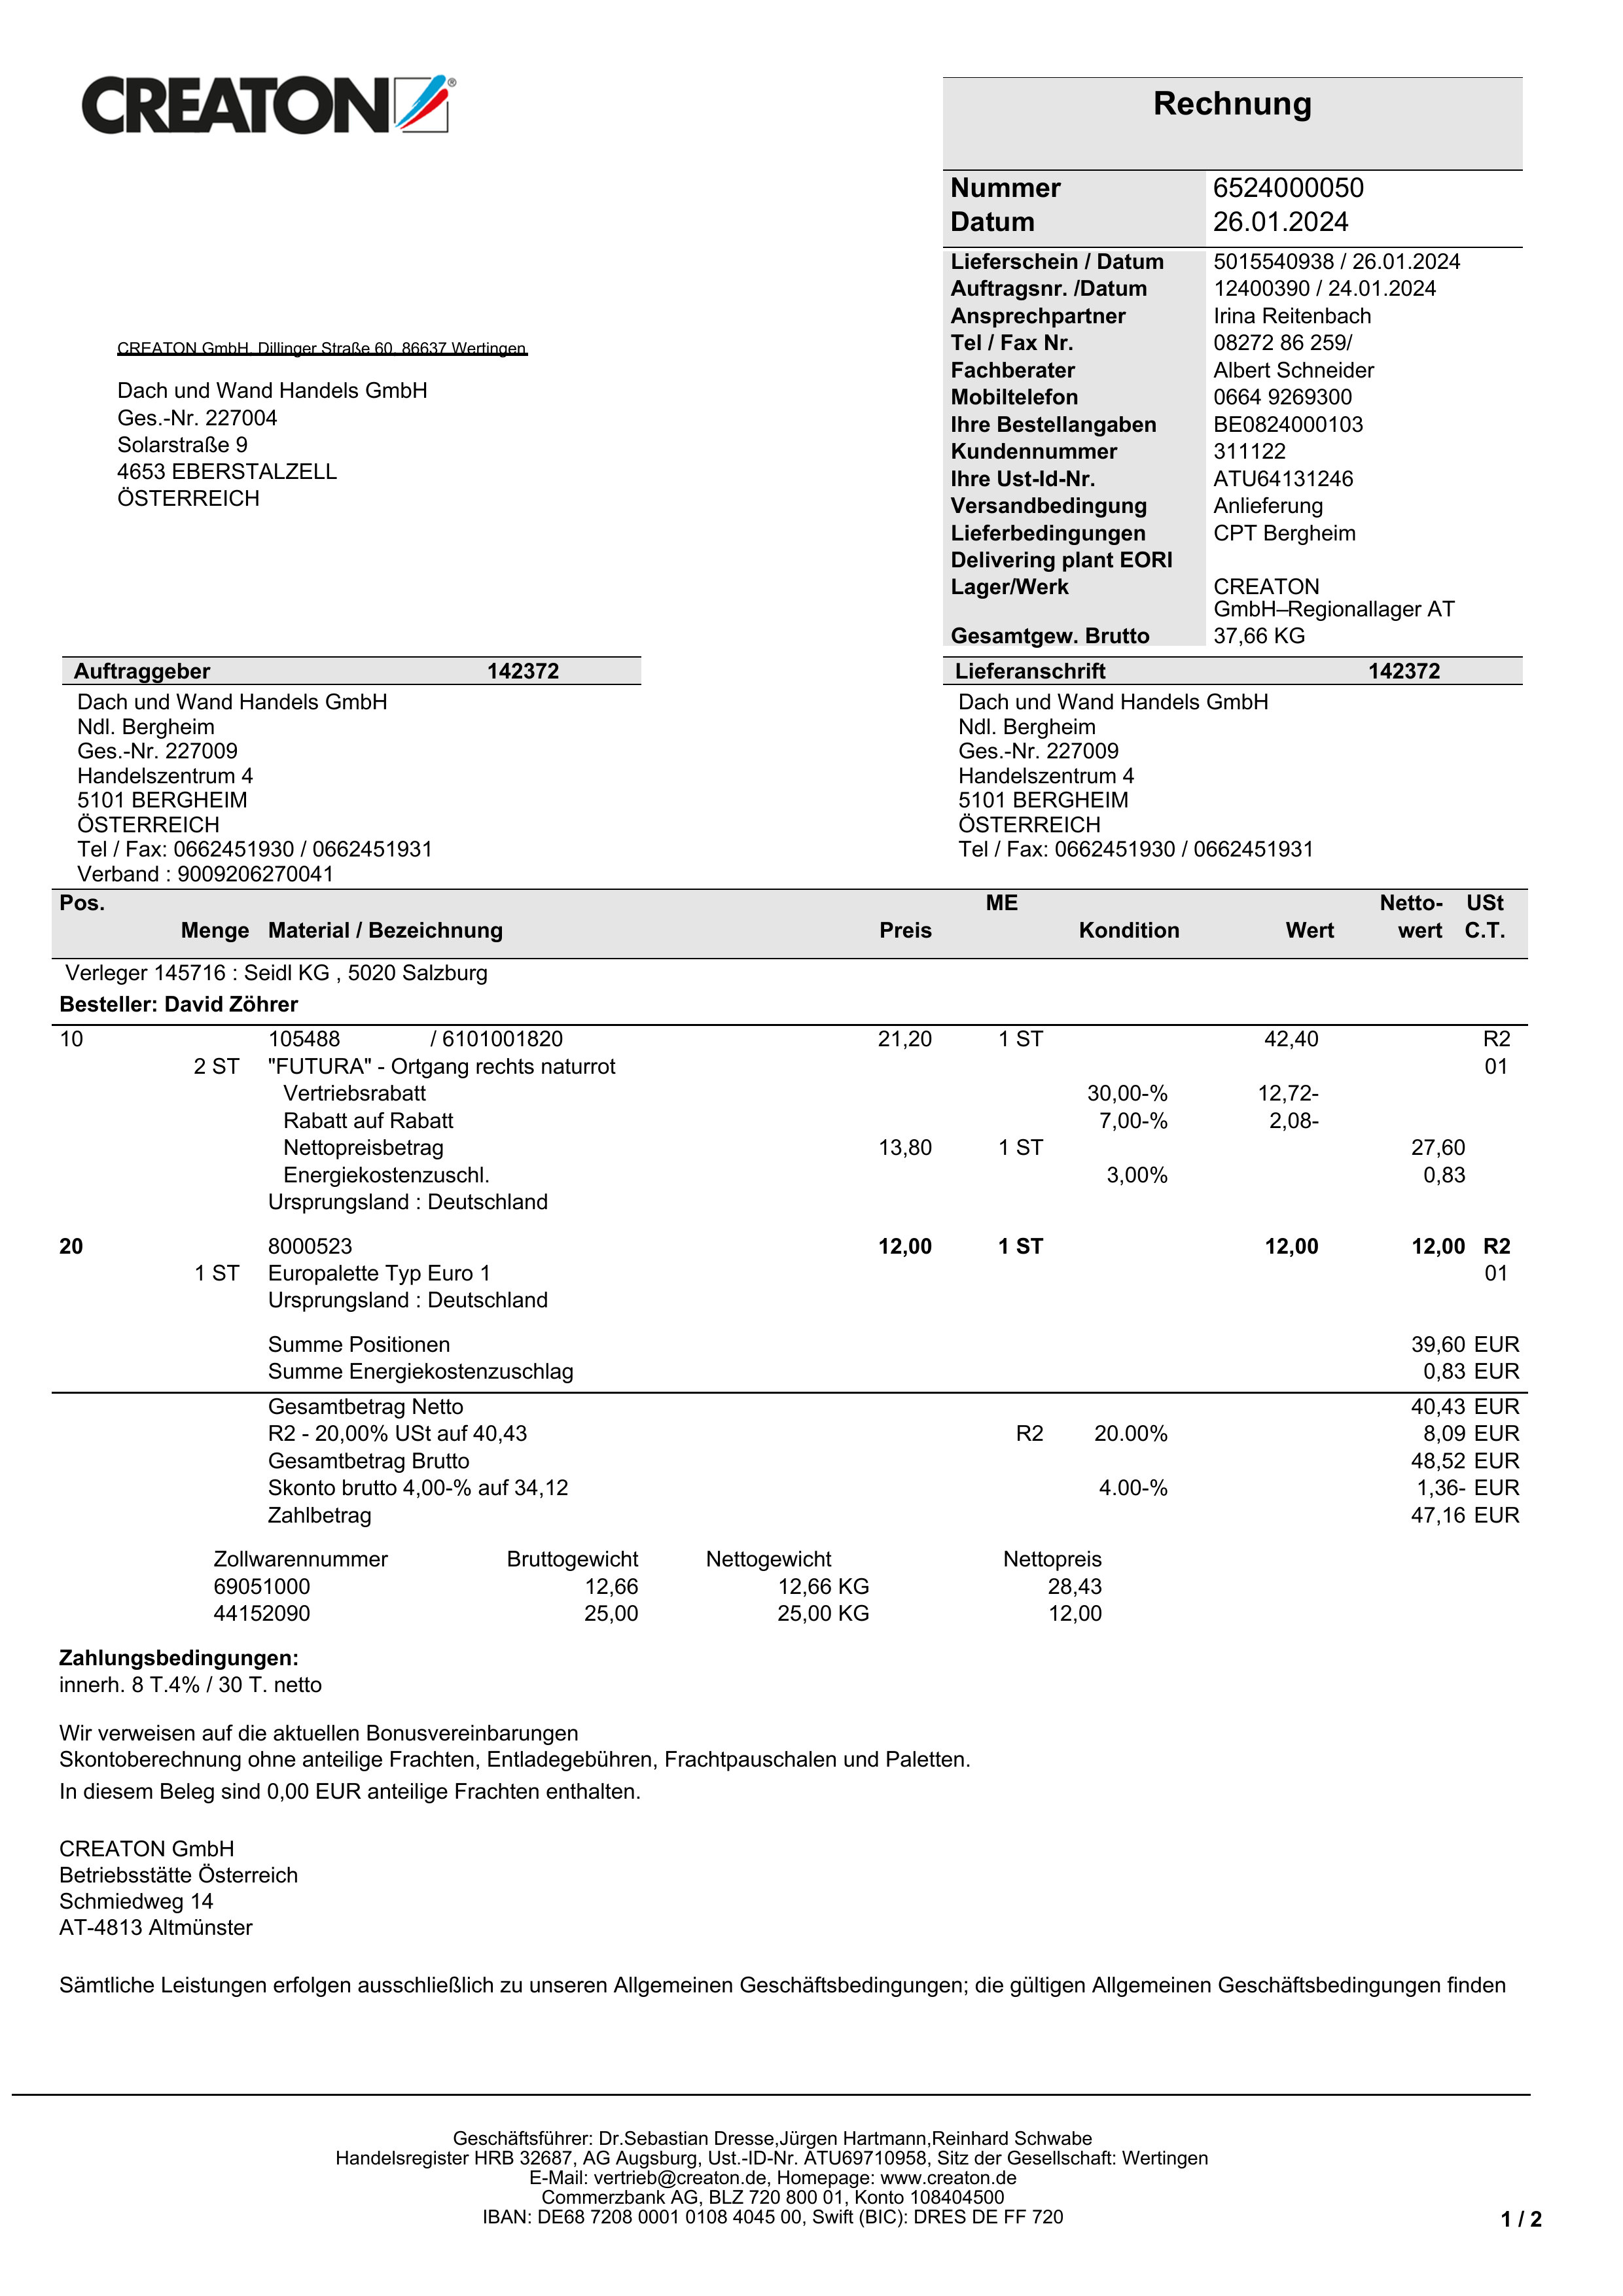 CREATON®
Rechnung
Nummer 6524000050
Datum 26.01.2024
Lieferschein / Datum 5015540938 / 26.01.2024
Auftragsnr. /Datum 12400390 / 24.01.2024
Ansprechpartner Irina Reitenbach
Tel / Fax Nr. 08272 86 259/
Fachberater Albert Schneider
Mobiltelefon 0664 9269300
Ihre Bestellangaben BE0824000103
Kundennummer 311122
Ihre Ust-Id-Nr. ATU64131246
Versandbedingung Anlieferung
Lieferbedingungen CPT Bergheim
Delivering plant EORI
Lager/Werk CREATON
GmbH–Regionallager AT
Gesamtgew. Brutto 37,66 KG
CREATON GmbH, Dillinger Straße 60, 86637 Wertingen
Dach und Wand Handels GmbH
Ges.-Nr. 227004
Solarstraße 9
4653 EBERSTALZELL
ÖSTERREICH
Auftraggeber 142372
Dach und Wand Handels GmbH
Ndl. Bergheim
Ges.-Nr. 227009
Handelszentrum 4
5101 BERGHEIM
ÖSTERREICH
Tel / Fax: 0662451930 / 0662451931
Verband : 9009206270041
Lieferanschrift 142372
Dach und Wand Handels GmbH
Ndl. Bergheim
Ges.-Nr. 227009
Handelszentrum 4
5101 BERGHEIM
ÖSTERREICH
Tel / Fax: 0662451930 / 0662451931
Pos. ME Netto- USt
Menge Material / Bezeichnung Preis Kondition Wert wert C.T.
Verleger 145716 : Seidl KG , 5020 Salzburg
Besteller: David Zöhrer
10 105488 / 6101001820 21,20 1 ST 42,40 R2
2 ST "FUTURA" - Ortgang rechts naturrot 01
Vertriebsrabatt 30,00-% 12,72-
Rabatt auf Rabatt 7,00-% 2,08-
Nettopreisbetrag 13,80 1 ST 27,60
Energiekostenzuschl. 3,00% 0,83
Ursprungsland : Deutschland
20 8000523 12,00 1 ST 12,00 12,00 R2
1 ST Europalette Typ Euro 1 01
Ursprungsland : Deutschland
Summe Positionen 39,60 EUR
Summe Energiekostenzuschlag 0,83 EUR
Gesamtbetrag Netto 40,43 EUR
R2 - 20,00% USt auf 40,43 R2 20.00% 8,09 EUR
Gesamtbetrag Brutto 48,52 EUR
Skonto brutto 4,00-% auf 34,12 4.00-% 1,36- EUR
Zahlbetrag 47,16 EUR
Zollwarennummer Bruttogewicht Nettogewicht Nettopreis
69051000 12,66 12,66 KG 28,43
44152090 25,00 25,00 KG 12,00
Zahlungsbedingungen:
innerh. 8 T.4% / 30 T. netto
Wir verweisen auf die aktuellen Bonusvereinbarungen
Skontoberechnung ohne anteilige Frachten, Entladegebühren, Frachtpauschalen und Paletten.
In diesem Beleg sind 0,00 EUR anteilige Frachten enthalten.
CREATON GmbH
Betriebsstätte Österreich
Schmiedweg 14
AT-4813 Altmünster
Sämtliche Leistungen erfolgen ausschließlich zu unseren Allgemeinen Geschäftsbedingungen; die gültigen Allgemeinen Geschäftsbedingungen finden
Geschäftsführer: Dr.Sebastian Dresse,Jürgen Hartmann,Reinhard Schwabe
Handelsregister HRB 32687, AG Augsburg, Ust.-ID-Nr. ATU69710958, Sitz der Gesellschaft: Wertingen
E-Mail: vertrieb@creaton.de, Homepage: www.creaton.de
Commerzbank AG, BLZ 720 800 01, Konto 108404500
IBAN: DE68 7208 0001 0108 4045 00, Swift (BIC): DRES DE FF 720
1 / 2